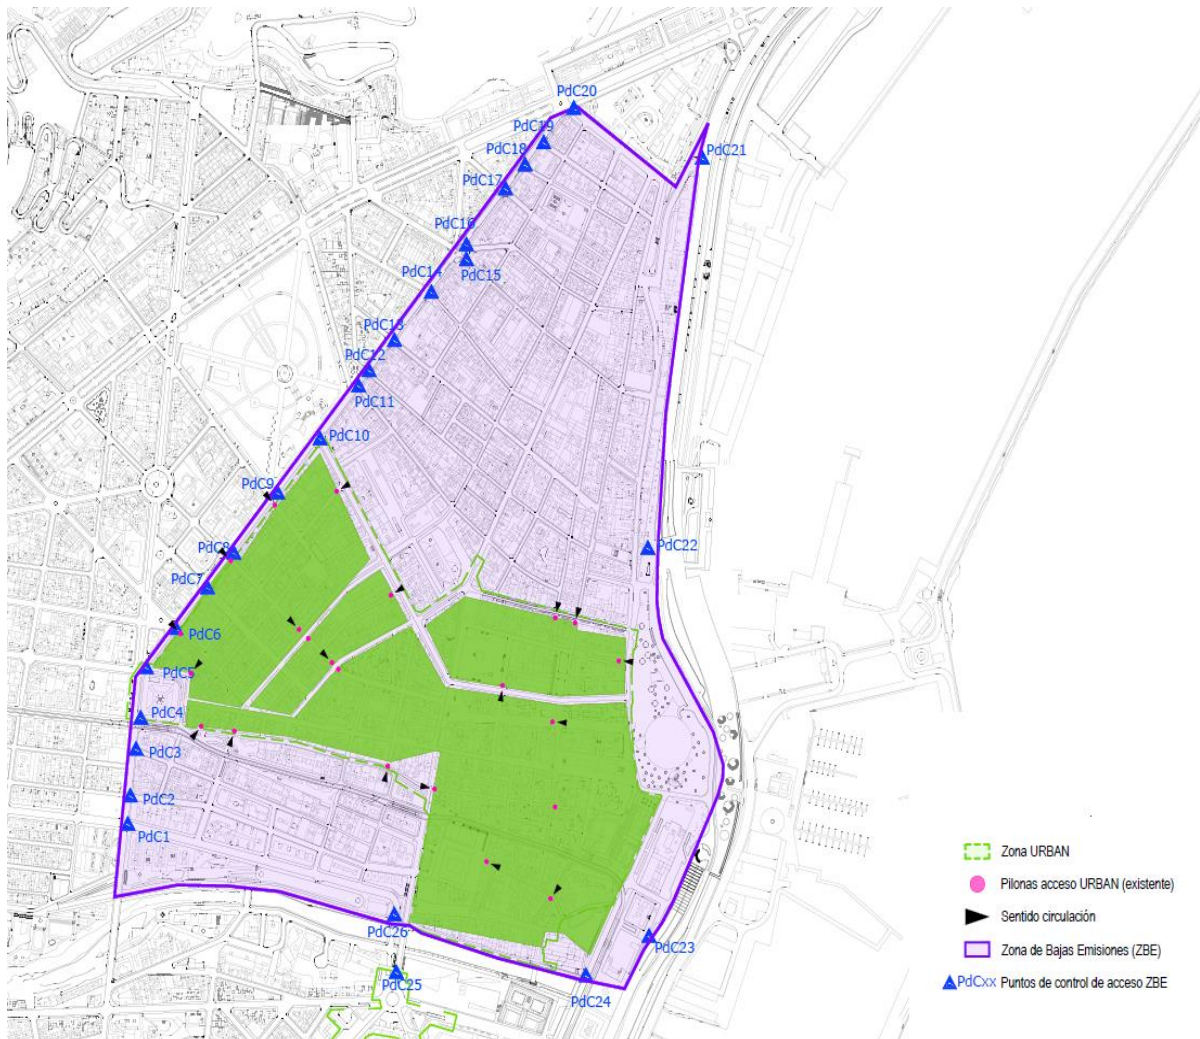 PdC20
PdC19
PdC18
PdC21
PdC17
PdC16
PdC15
PdC14
PdC13
PdC12
PdC11
PdC10
PdC9
PdC8
PdC22
PdC7
PdC6
PdC5
PdC4
PdC3
PdC2
PdC1
PdC26
PdC23
PdC25
PdC24
Zona URBAN
Pilonas acceso URBAN (existente)
Sentido circulación
Zona de Bajas Emisiones (ZBE)
PdCxx Puntos de control de acceso ZBE